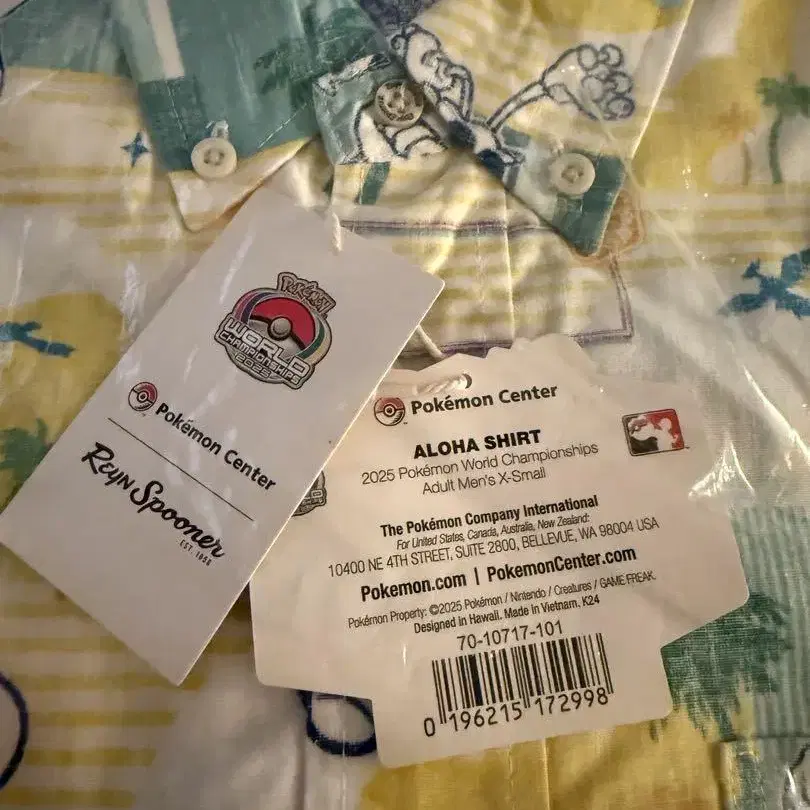 Pokémon
WORLD
CHAMPIONSHIPS
2025
Pokémon Center
Reyn Spooner
EST. 1956
Pokémon Center
ALOHA SHIRT
2025 Pokémon World Championships
Adult Men's X-Small
The Pokémon Company International
For United States, Canada, Australia, New Zealand:
10400 NE 4TH STREET, SUITE 2800, BELLEVUE, WA 98004 USA
Pokemon.com | PokemonCenter.com
Pokémon Property: ©2025 Pokémon / Nintendo / Creatures / GAME FREAK.
Designed in Hawaii. Made in Vietnam. K24
70-10717-101
0 196215 172998